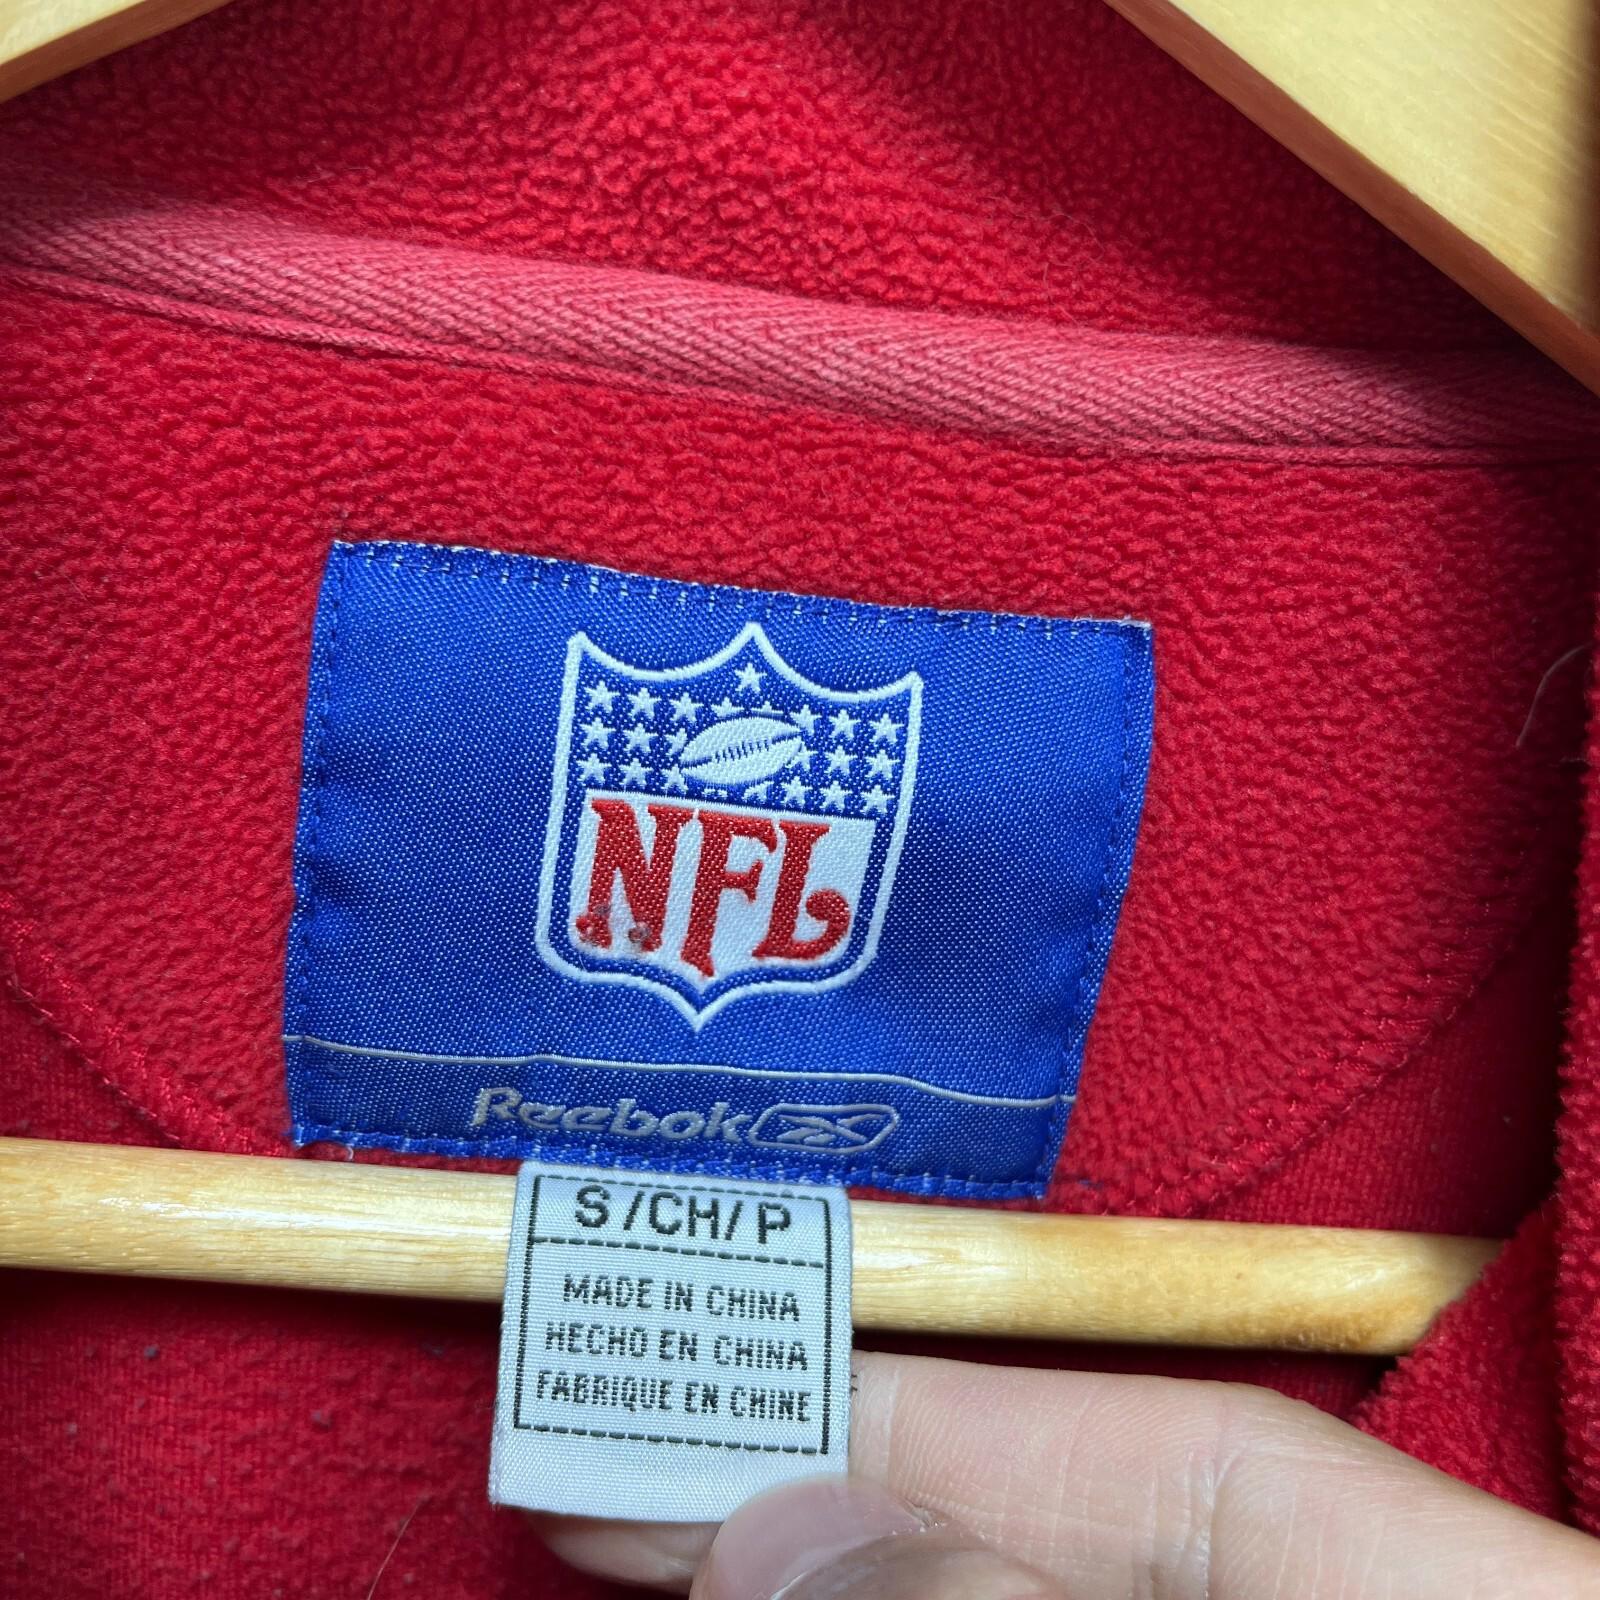 NFL
Reebok
S/CH/P
MADE IN CHINA
HECHO EN CHINA
FABRIQUE EN CHINE